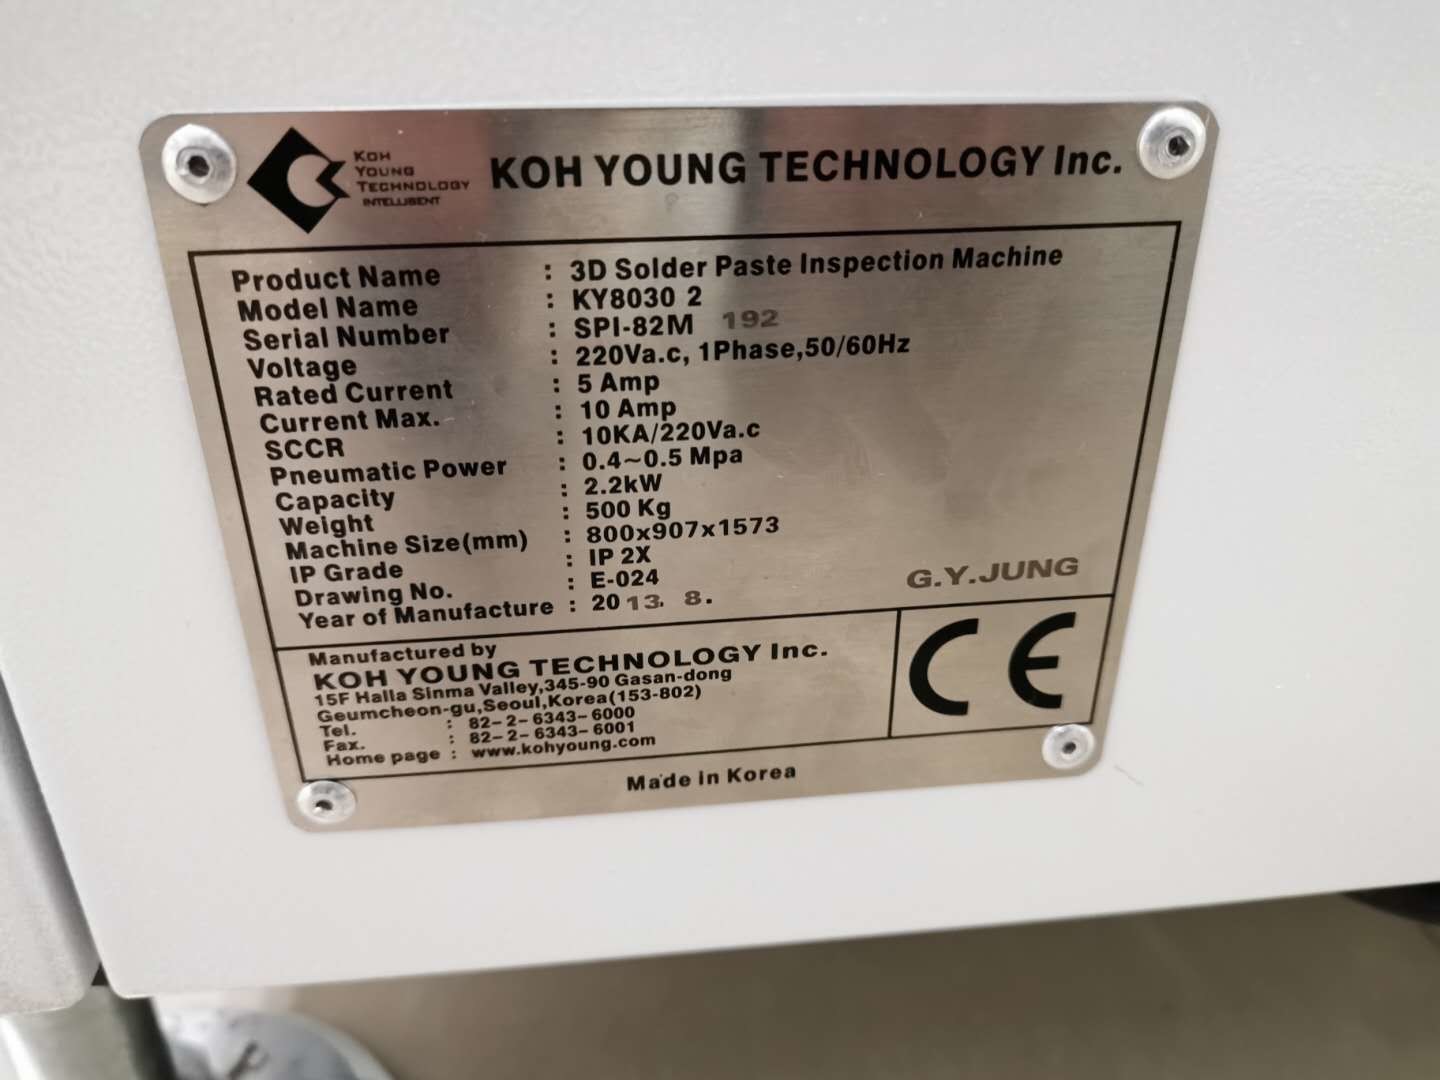 KOH
YOUNG
TECHNOLOGY
INTELLIGENT
KOH YOUNG TECHNOLOGY Inc.
Product Name : 3D Solder Paste Inspection Machine
Model Name : KY8030 2
Serial Number : SPI-82M 192
Voltage : 220Va.c, 1Phase,50/60Hz
Rated Current : 5 Amp
Current Max. : 10 Amp
SCCR : 10KA/220Va.c
Pneumatic Power : 0.4~0.5 Mpa
Capacity : 2.2kW
Weight : 500 Kg
Machine Size(mm) : 800x907x1573
IP Grade : IP 2X
Drawing No. : E-024
Year of Manufacture : 2013. 8.
G.Y.JUNG
Manufactured by
KOH YOUNG TECHNOLOGY Inc.
15F Halla Sinma Valley,345-90 Gasan-dong
Geumcheon-gu,Seoul,Korea(153-802)
Tel. : 82-2-6343-6000
Fax. : 82-2-6343-6001
Home page : www.kohyoung.com
CE
Made in Korea